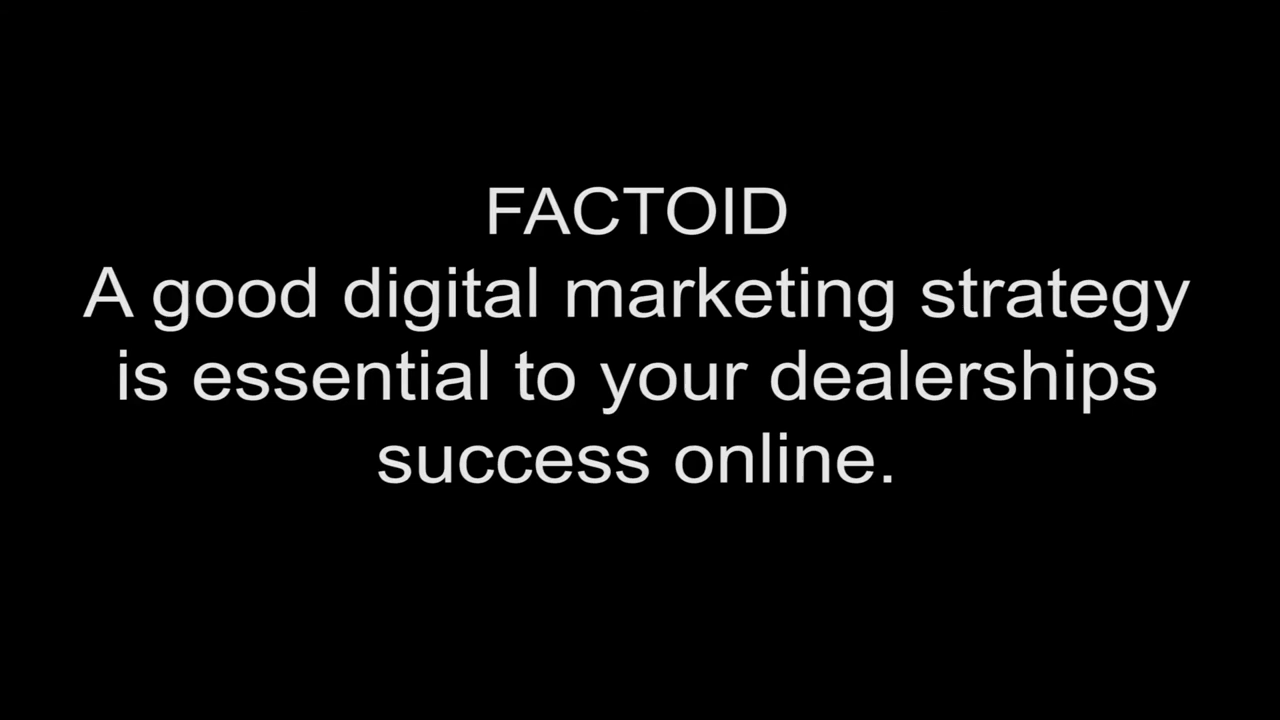 FACTOID
A good digital marketing strategy
is essential to your dealerships
success online.